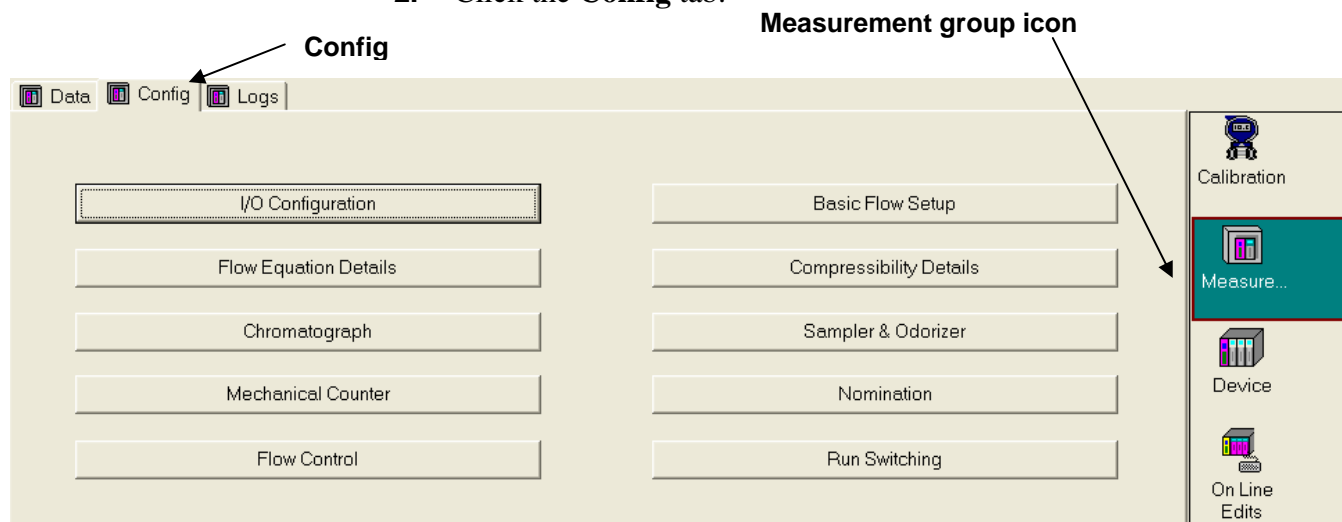 2. Click the Config tab.
Measurement group icon
Config
Data Config Logs
Calibration
I/O Configuration Basic Flow Setup
Flow Equation Details Compressibility Details
Measure...
Chromatograph Sampler & Odorizer
Mechanical Counter Nomination
Device
Flow Control Run Switching
On Line
Edits